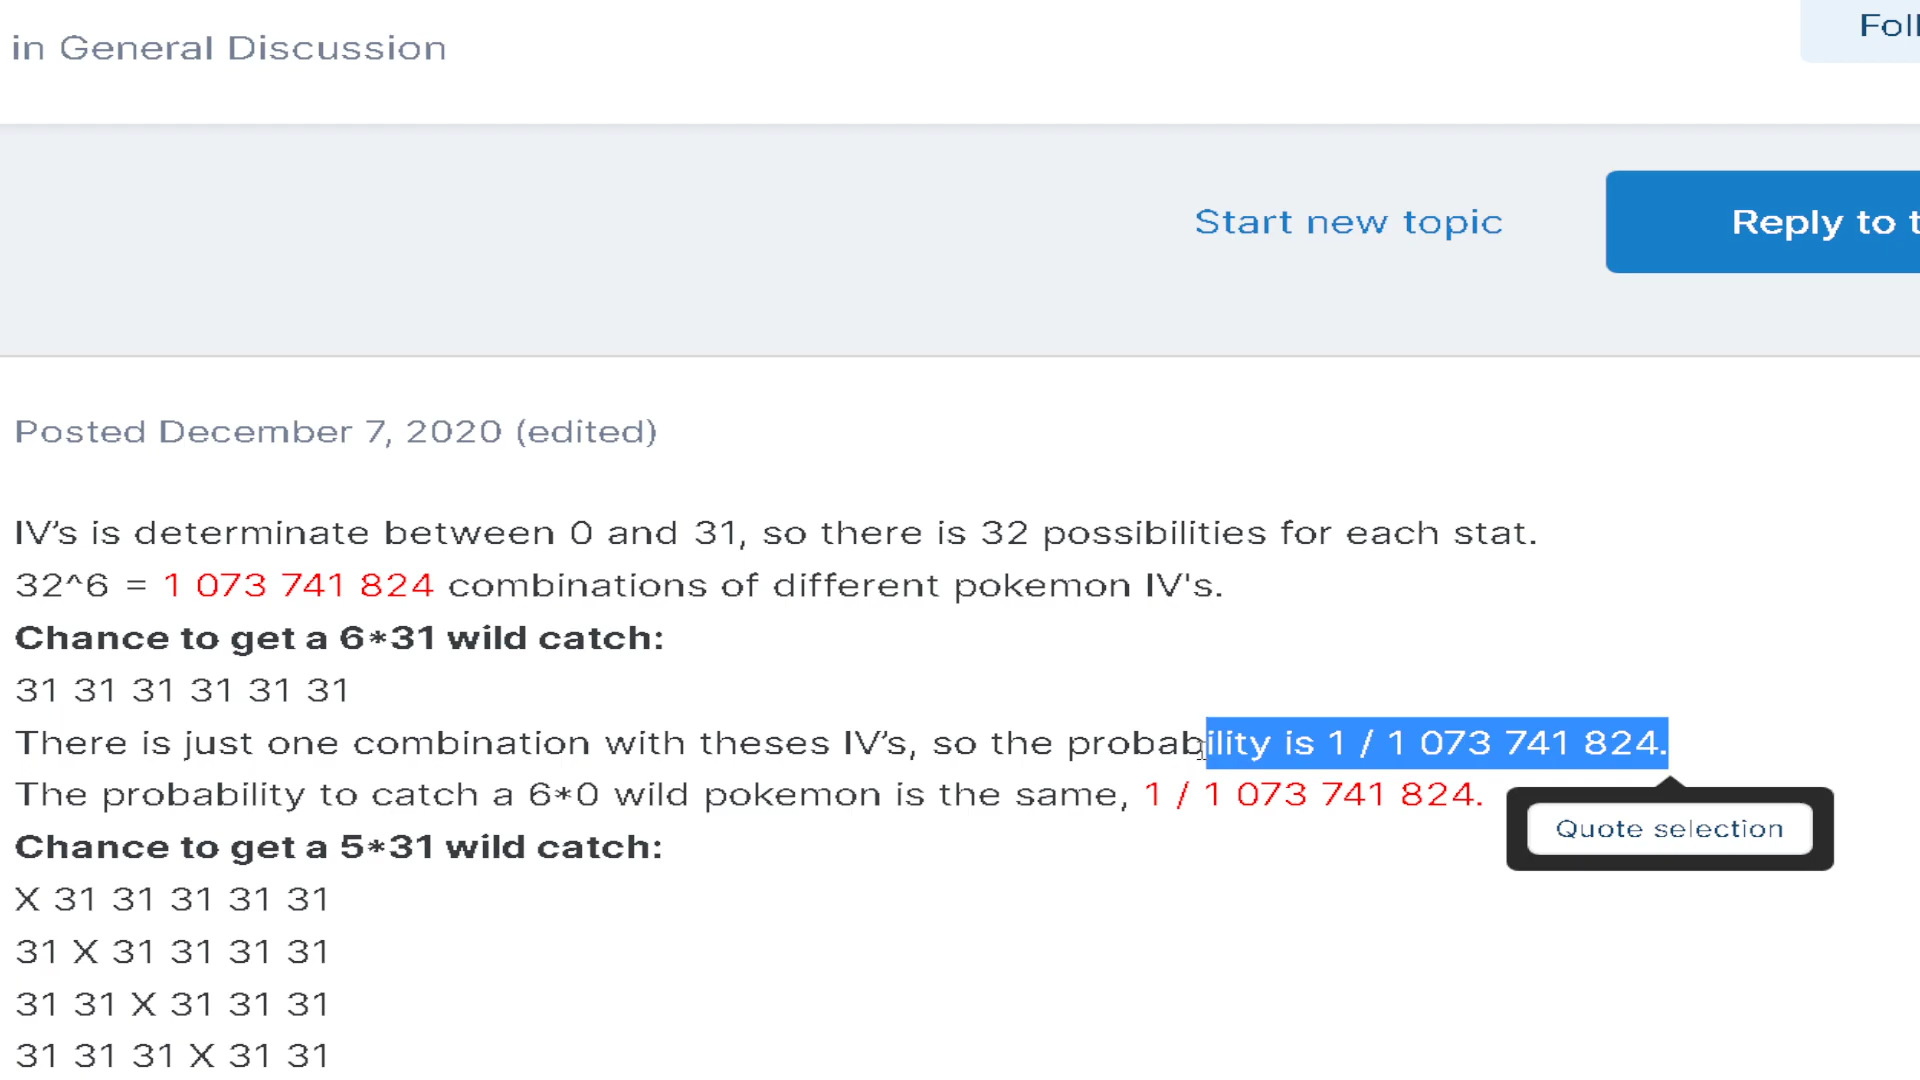 in General Discussion
Start new topic
Reply to
Posted December 7, 2020 (edited)
IV’s is determinate between 0 and 31, so there is 32 possibilities for each stat.
32^6 = 1 073 741 824 combinations of different pokemon IV's.
Chance to get a 6*31 wild catch:
31 31 31 31 31 31
There is just one combination with theses IV’s, so the probability is 1 / 1 073 741 824.
The probability to catch a 6*0 wild pokemon is the same, 1 / 1 073 741 824.
Quote selection
Chance to get a 5*31 wild catch:
X 31 31 31 31 31
31 X 31 31 31 31
31 31 X 31 31 31
31 31 31 X 31 31